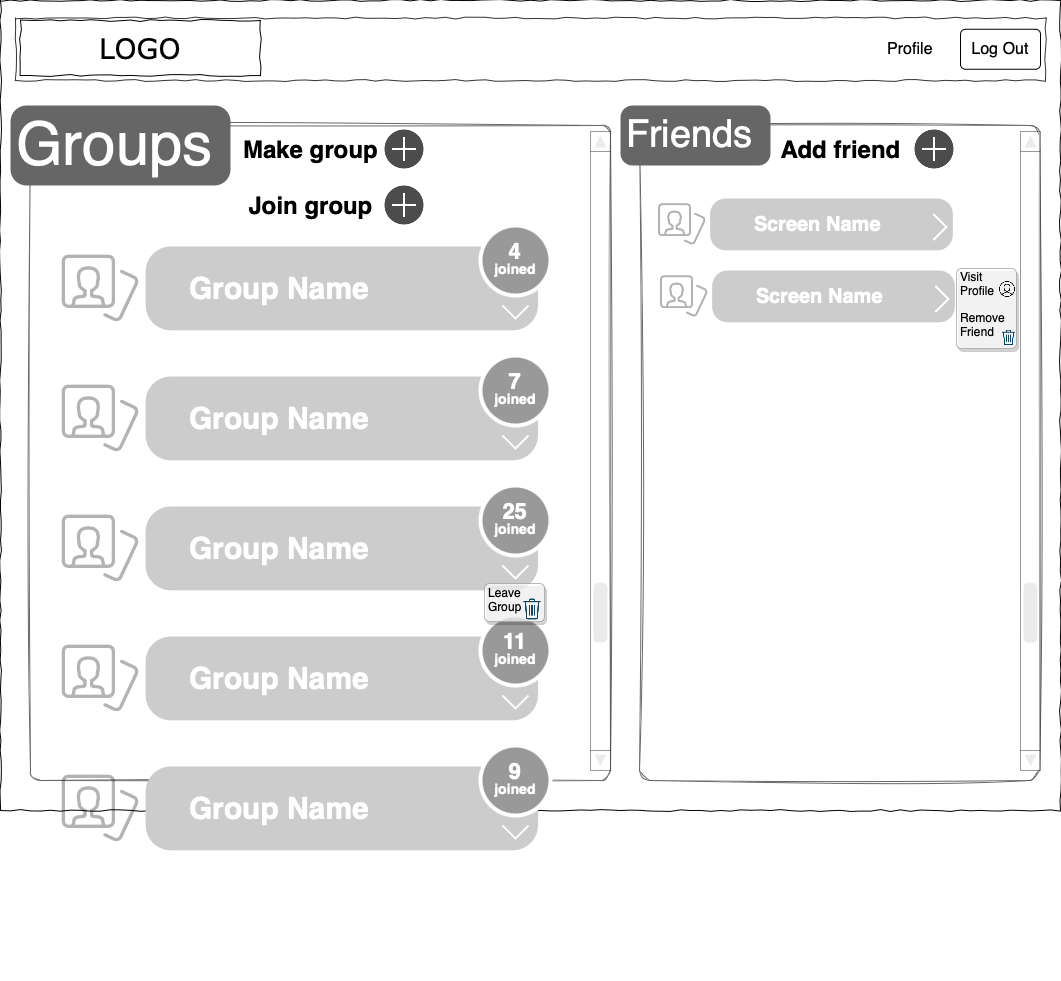 LOGO
Profile
Log Out
Groups
Make group
Join group
Group Name
4
joined
Group Name
7
joined
Group Name
25
joined
Leave
Group
Group Name
11
joined
Group Name
9
joined
Friends
Add friend
Screen Name
Screen Name
Visit
Profile
Remove
Friend